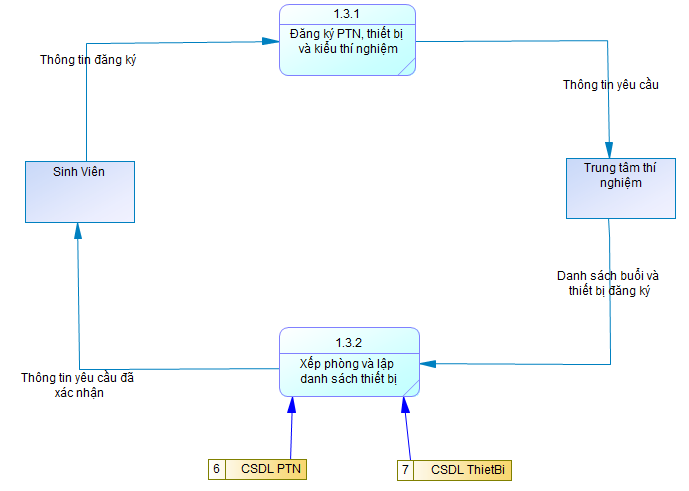 1.3.1
Đăng ký PTN, thiết bị
và kiểu thí nghiệm
Thông tin đăng ký
Thông tin yêu cầu
Sinh Viên
Trung tâm thí
nghiệm
Danh sách buổi và
thiết bị đăng ký
1.3.2
Xếp phòng và lập
danh sách thiết bị
Thông tin yêu cầu đã
xác nhận
6 CSDL PTN
7 CSDL ThietBi